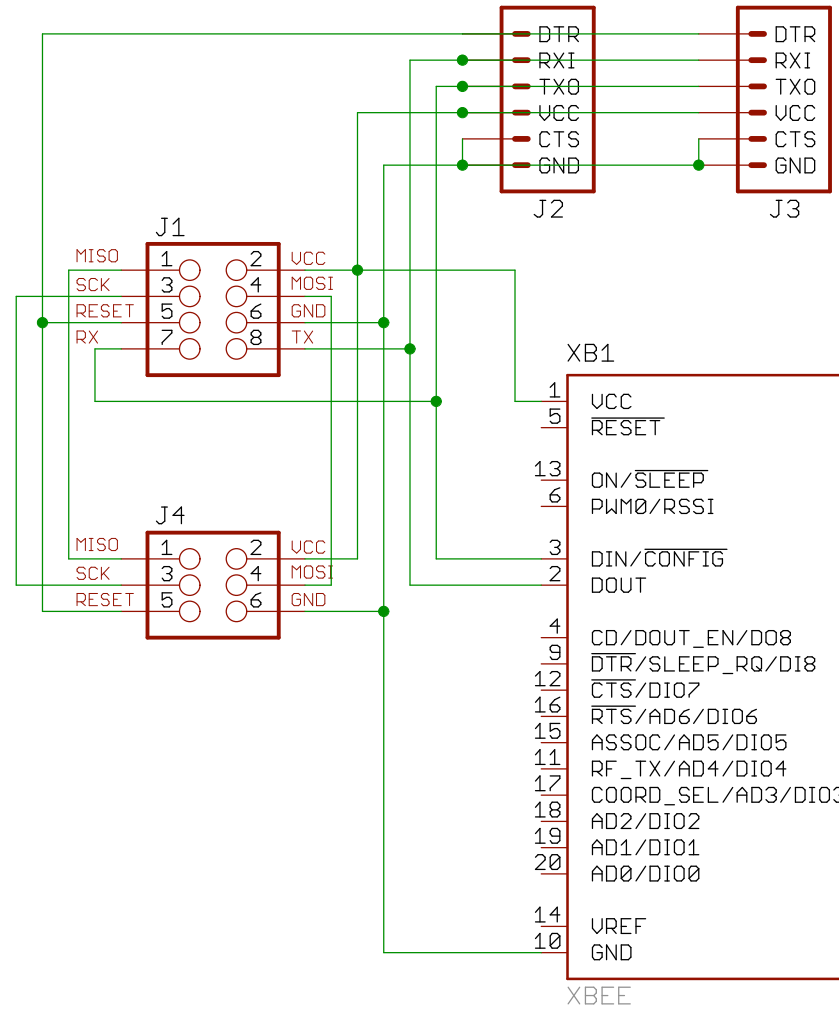 DTR
RXI
TXO
VCC
CTS
GND
J2
DTR
RXI
TXO
VCC
CTS
GND
J3
J1
MISO 1 2 VCC
SCK 3 4 MOSI
RESET 5 6 GND
RX 7 8 TX
J4
MISO 1 2 VCC
SCK 3 4 MOSI
RESET 5 6 GND
XB1
1 VCC
5 RESET
13 ON/SLEEP
6 PWM0/RSSI
3 DIN/CONFIG
2 DOUT
4 CD/DOUT_EN/DO8
9 DTR/SLEEP_RQ/DI8
12 CTS/DIO7
16 RTS/AD6/DIO6
15 ASSOC/AD5/DIO5
11 RF_TX/AD4/DIO4
17 COORD_SEL/AD3/DIO3
18 AD2/DIO2
19 AD1/DIO1
20 AD0/DIO0
14 VREF
10 GND
XBEE